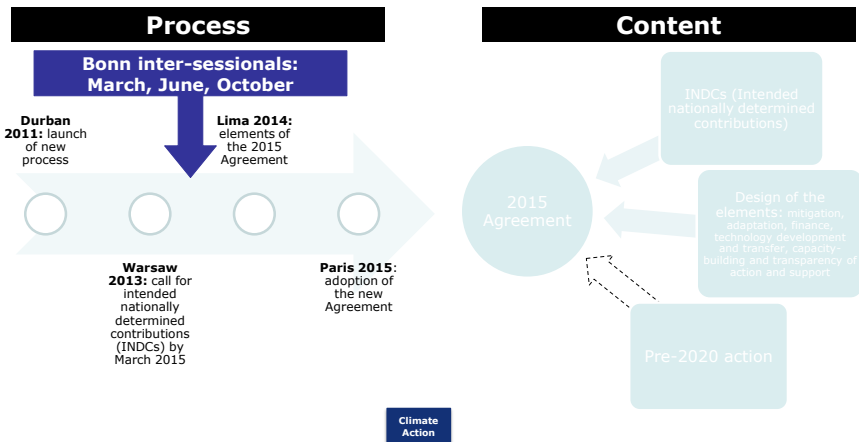 Process
Bonn inter-sessionals:
March, June, October
Durban
2011: launch
of new
process
Lima 2014:
elements of
the 2015
Agreement
Warsaw
2013: call for
intended
nationally
determined
contributions
(INDCs) by
March 2015
Paris 2015:
adoption of
the new
Agreement
Content
INDCs (Intended
nationally determined
contributions)
2015
Agreement
Design of the
elements: mitigation,
adaptation, finance,
technology development
and transfer, capacity-
building and transparency of
action and support
Pre-2020 action
Climate
Action